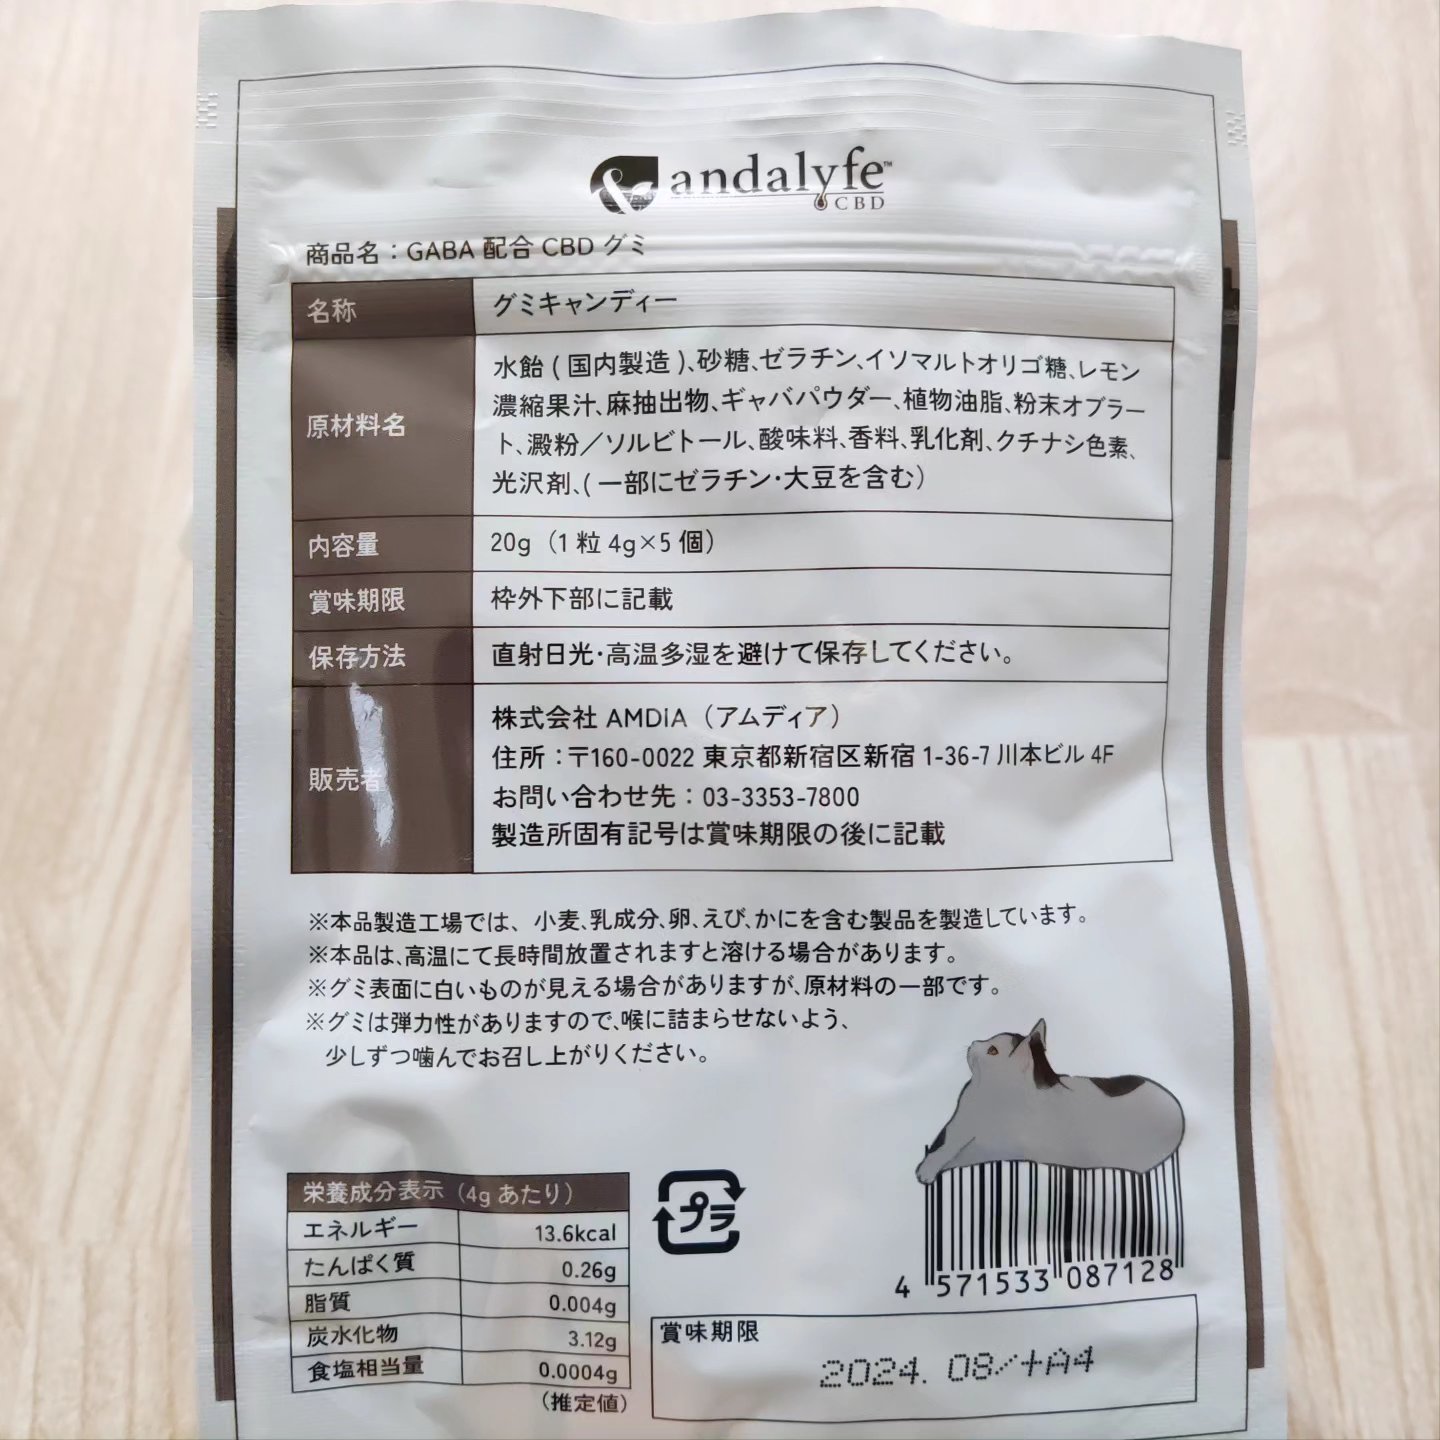 andalyfe™
CBD
商品名：GABA 配合 CBD グミ
名称
グミキャンディー
原材料名
水飴 ( 国内製造 )、砂糖、ゼラチン、イソマルトオリゴ糖、レモン
濃縮果汁、麻抽出物、ギャバパウダー、植物油脂、粉末オブラー
ト、澱粉／ソルビトール、酸味料、香料、乳化剤、クチナシ色素、
光沢剤、( 一部にゼラチン・大豆を含む）
内容量
20g（1 粒 4g×5 個）
賞味期限
枠外下部に記載
保存方法
直射日光・高温多湿を避けて保存してください。
販売者
株式会社 AMDiA（アムディア）
住所：〒160-0022 東京都新宿区新宿 1-36-7 川本ビル 4F
お問い合わせ先：03-3353-7800
製造所固有記号は賞味期限の後に記載
※本品製造工場では、小麦、乳成分、卵、えび、かにを含む製品を製造しています。
※本品は、高温にて長時間放置されますと溶ける場合があります。
※グミ表面に白いものが見える場合がありますが、原材料の一部です。
※グミは弾力性がありますので、喉に詰まらせないよう、
少しずつ噛んでお召し上がりください。
栄養成分表示（4g あたり）
エネルギー 13.6kcal
たんぱく質 0.26g
脂質 0.004g
炭水化物 3.12g
食塩相当量 0.0004g
（推定値）
プラ
4 571533 087128
賞味期限
2024. 08/+A4